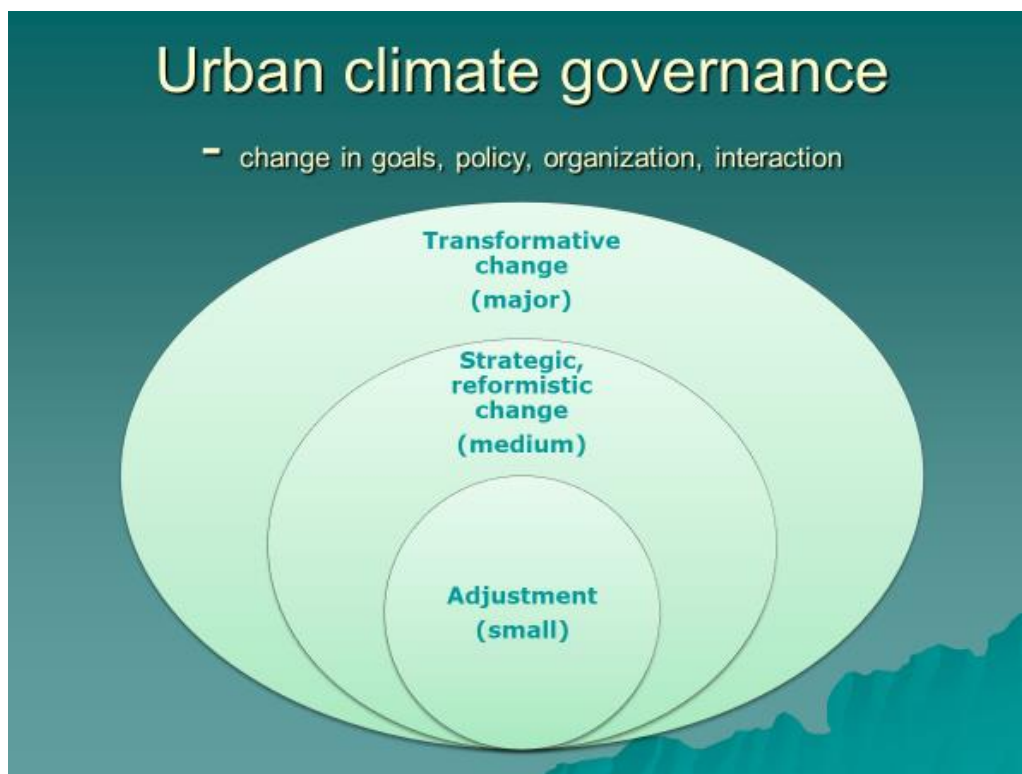 Urban climate governance
- change in goals, policy, organization, interaction
Transformative
change
(major)
Strategic,
reformistic
change
(medium)
Adjustment
(small)